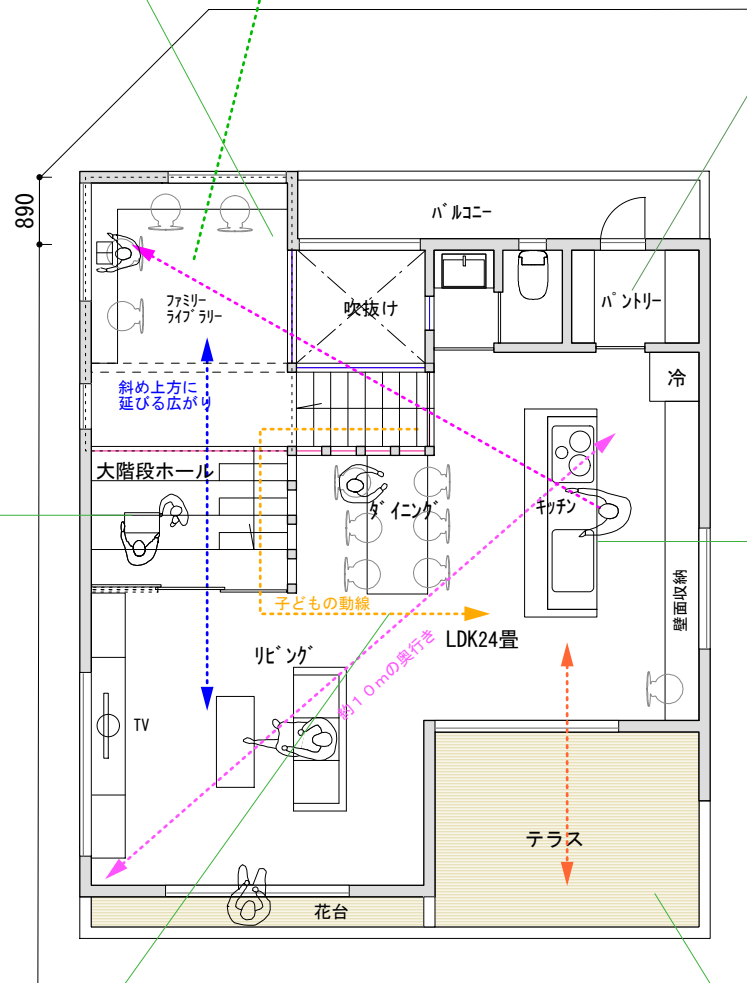 890
バルコニー
吹抜け
パントリー
ファミリー
ライブラリー
冷
斜め上方に
延びる広がり
大階段ホール
ダイニング
キッチン
子どもの動線
壁面収納
LDK24畳
リビング
約10mの奥行き
TV
テラス
花台